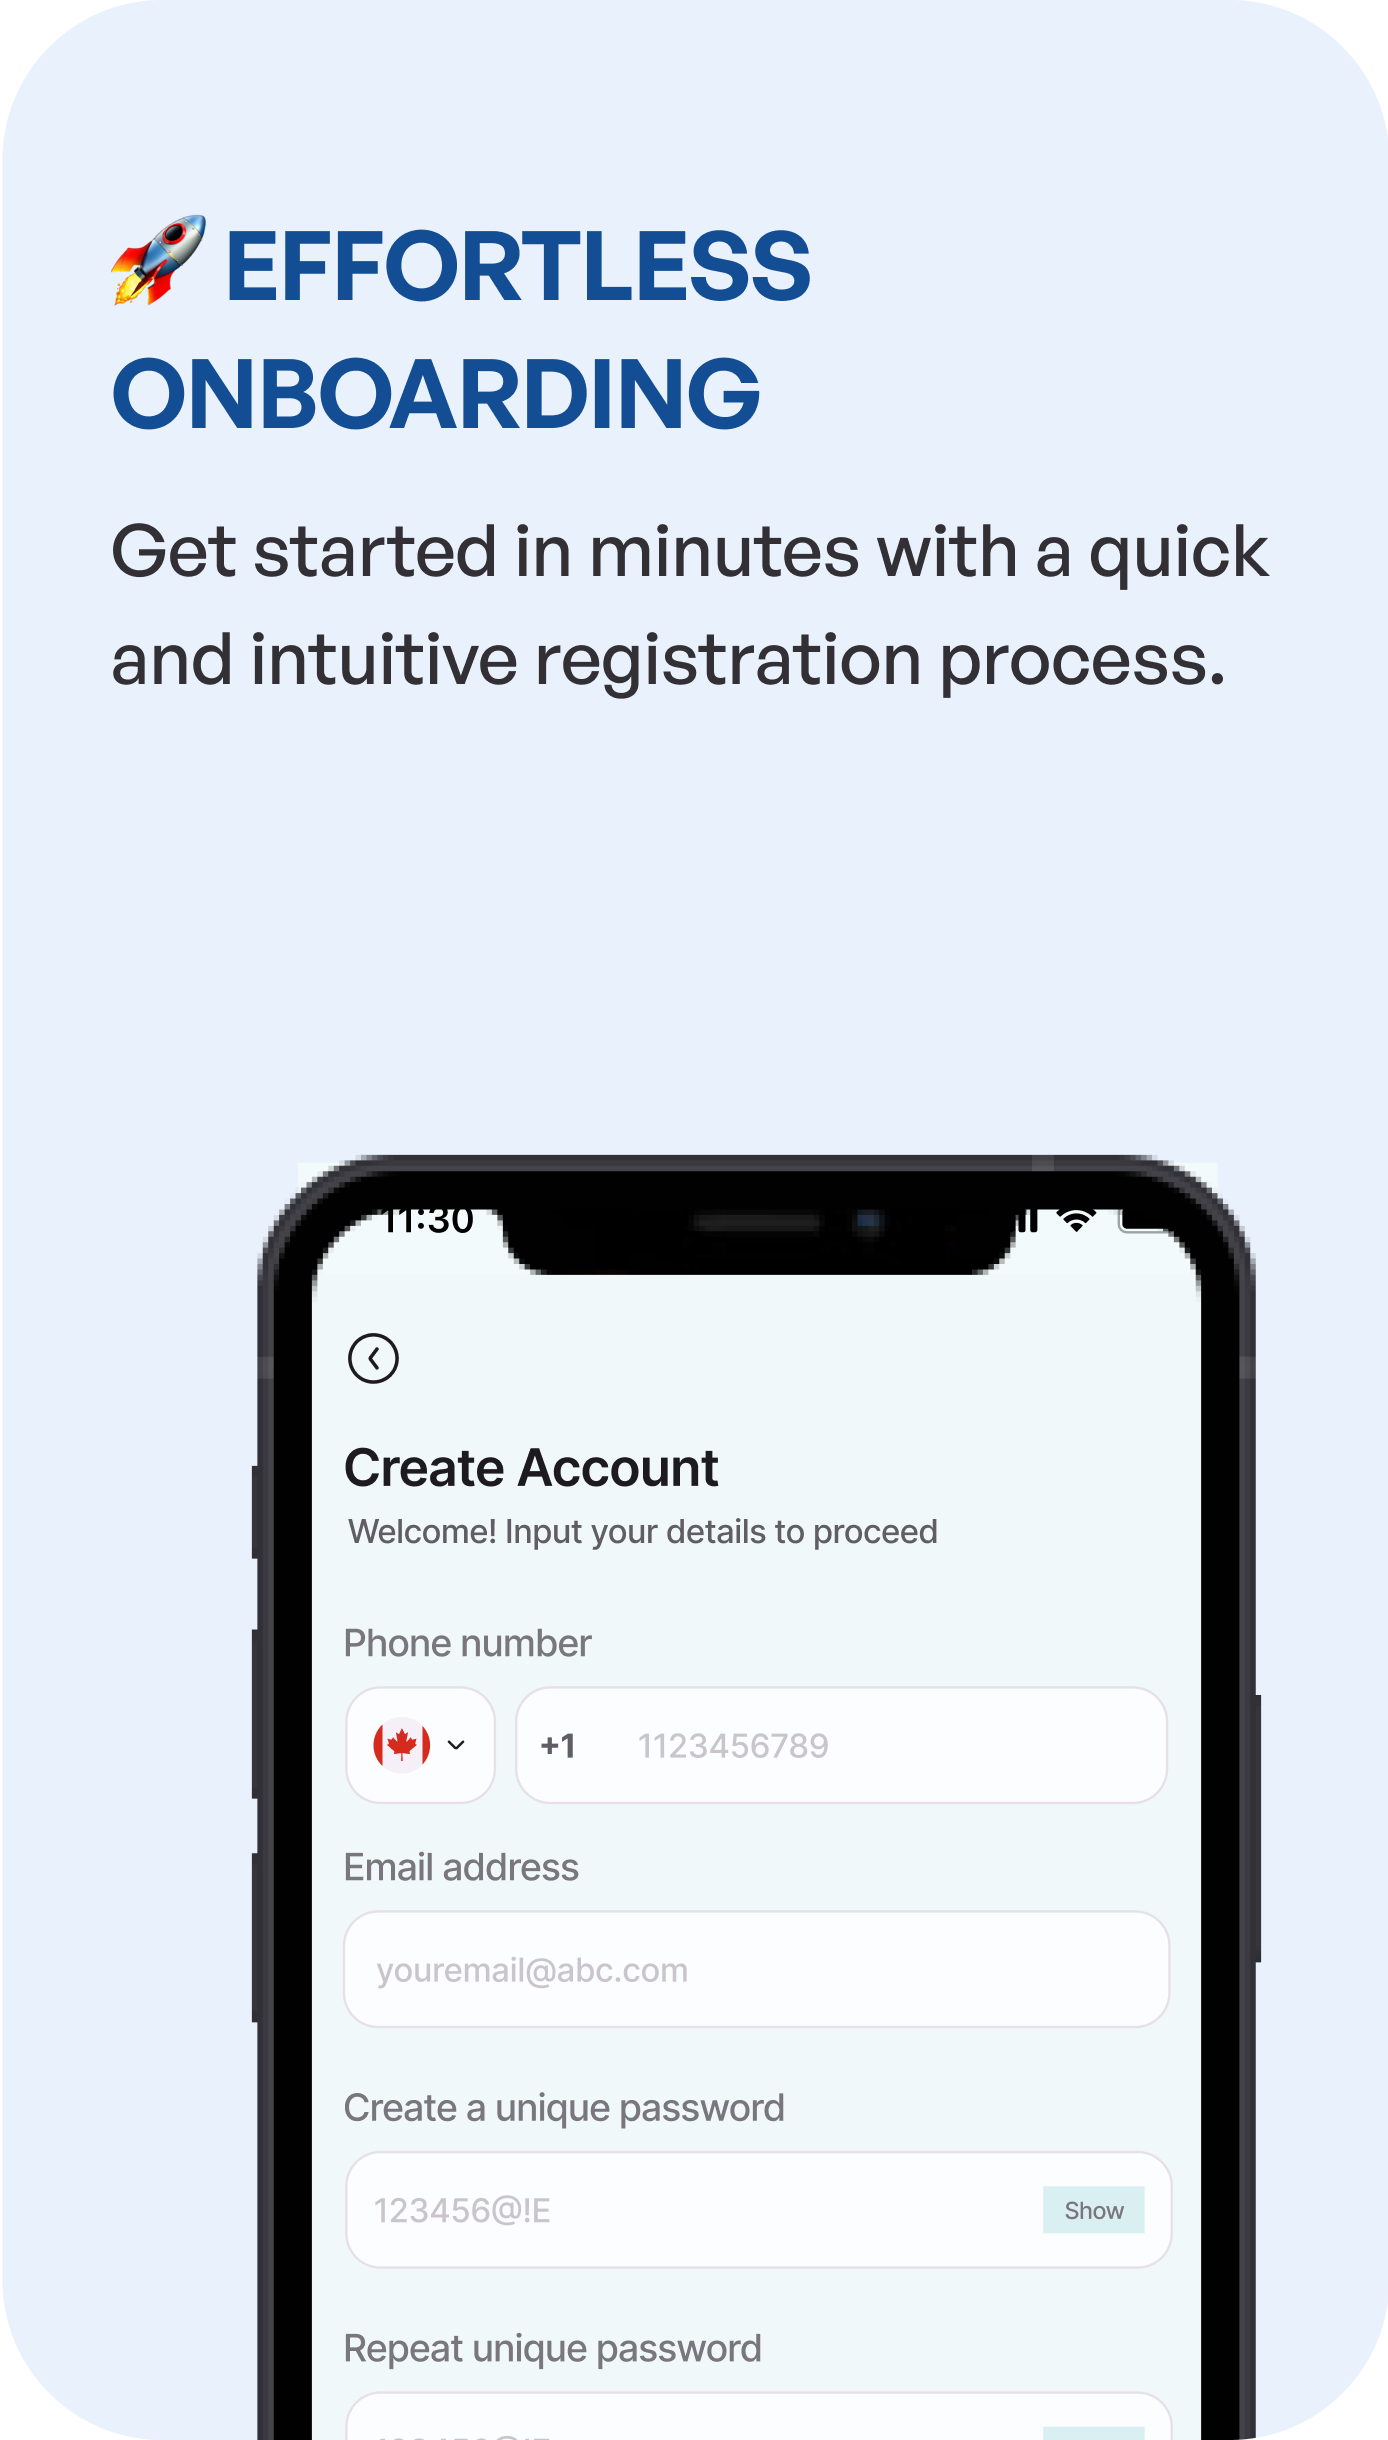 🚀 EFFORTLESS
ONBOARDING
Get started in minutes with a quick
and intuitive registration process.
11:30
Create Account
Welcome! Input your details to proceed
Phone number
+1 1123456789
Email address
youremail@abc.com
Create a unique password
123456@!E Show
Repeat unique password